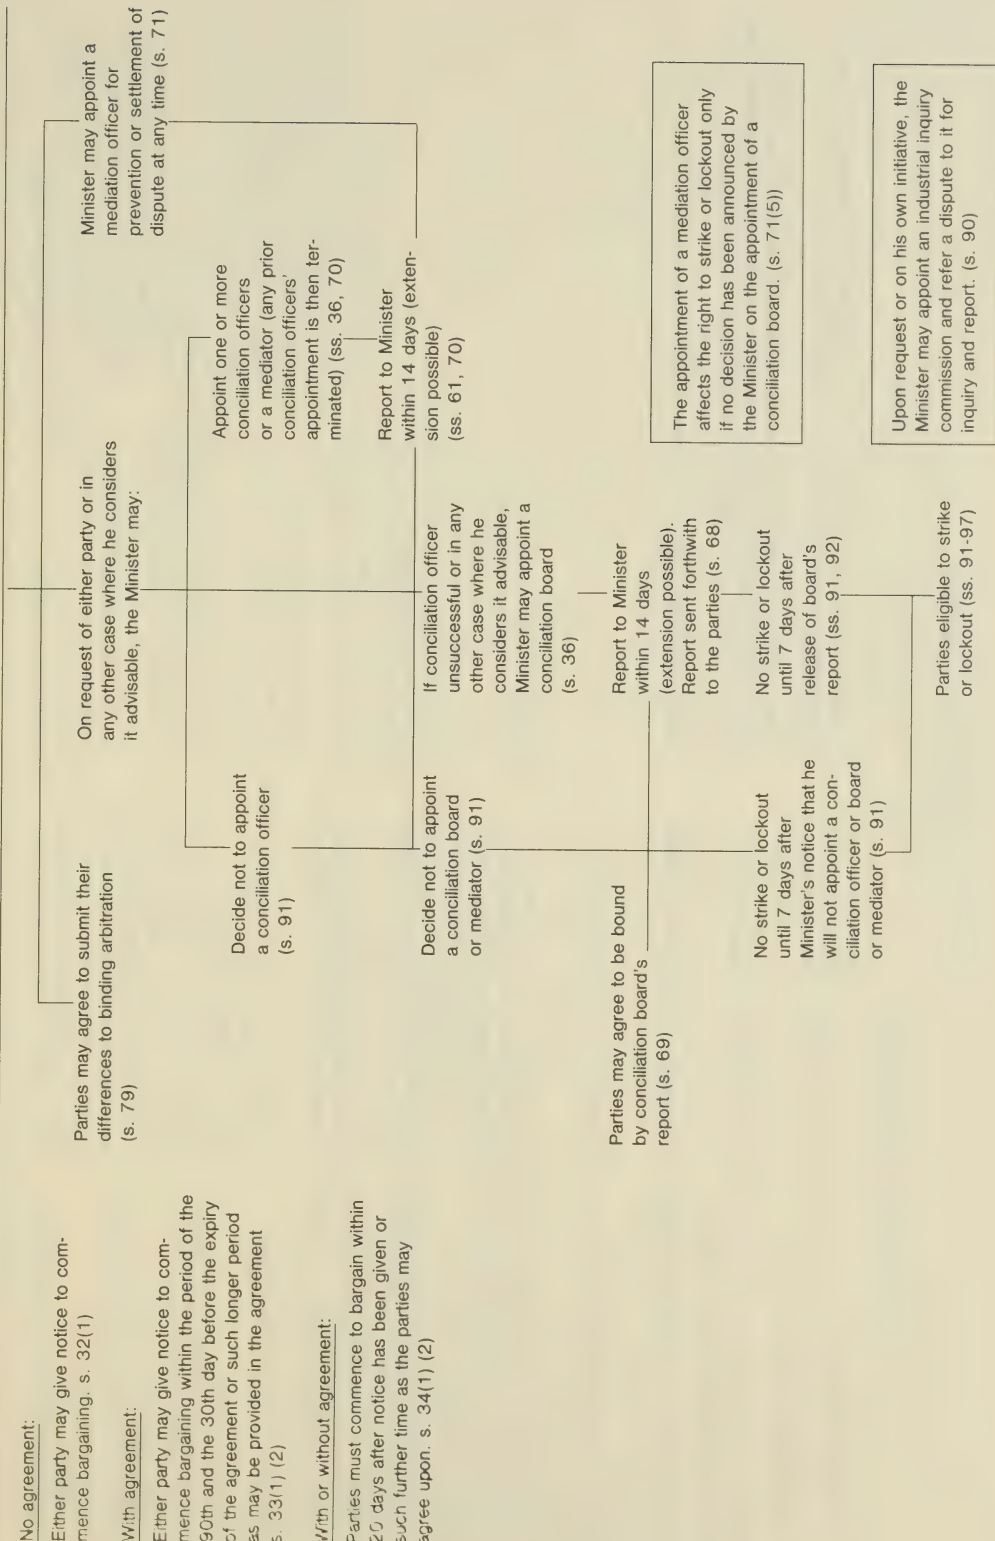 No agreement:
Either party may give notice to com-
mence bargaining. s. 32(1)
With agreement:
Either party may give notice to com-
mence bargaining within the period of the
90th and the 30th day before the expiry
of the agreement or such longer period
as may be provided in the agreement
s. 33(1) (2)
With or without agreement:
Parties must commence to bargain within
20 days after notice has been given or
such further time as the parties may
agree upon. s. 34(1) (2)
Parties may agree to submit their
differences to binding arbitration
(s. 79)
On request of either party or in
any other case where he considers
it advisable, the Minister may:
Minister may appoint a
mediation officer for
prevention or settlement of
dispute at any time (s. 71)
Decide not to appoint
a conciliation officer
(s. 91)
Appoint one or more
conciliation officers
or a mediator (any prior
conciliation officers'
appointment is then ter-
minated) (ss. 36, 70)
Report to Minister
within 14 days (exten-
sion possible)
(ss. 61, 70)
Decide not to appoint
a conciliation board
or mediator (s. 91)
If conciliation officer
unsuccessful or in any
other case where he
considers it advisable,
Minister may appoint a
conciliation board
(s. 36)
Parties may agree to be bound
by conciliation board's
report (s. 69)
Report to Minister
within 14 days
(extension possible).
Report sent forthwith
to the parties (s. 68)
The appointment of a mediation officer
affects the right to strike or lockout only
if no decision has been announced by
the Minister on the appointment of a
conciliation board. (s. 71(5))
No strike or lockout
until 7 days after
Minister's notice that he
will not appoint a con-
ciliation officer or board
or mediator (s. 91)
No strike or lockout
until 7 days after
release of board's
report (ss. 91, 92)
Parties eligible to strike
or lockout (ss. 91-97)
Upon request or on his own initiative, the
Minister may appoint an industrial inquiry
commission and refer a dispute to it for
inquiry and report. (s. 90)